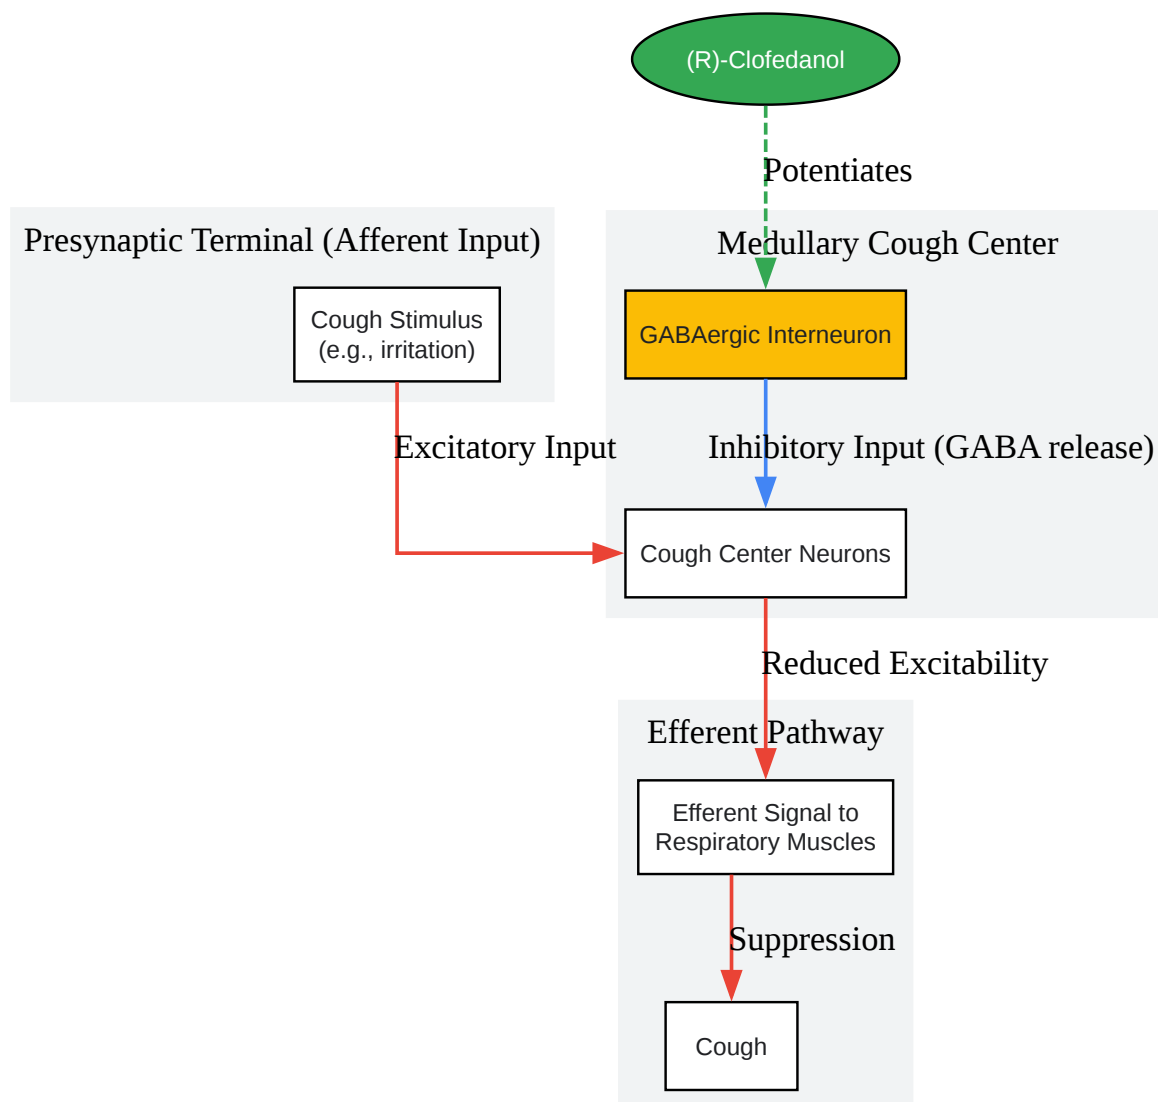 (R)-Clofedanol
Potentiates
Presynaptic Terminal (Afferent Input)
Medullary Cough Center
Cough Stimulus
(e.g., irritation)
GABAergic Interneuron
Excitatory Input
Inhibitory Input (GABA release)
Cough Center Neurons
Reduced Excitability
Efferent Pathway
Efferent Signal to
Respiratory Muscles
Suppression
Cough